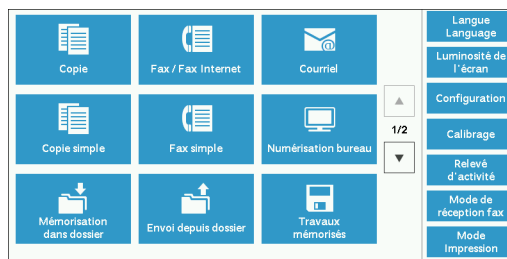 Copie
Fax / Fax Internet
Courriel
Copie simple
Fax simple
Numérisation bureau
Mémorisation
dans dossier
Envoi depuis dossier
Travaux
mémorisés
1/2
Langue
Language
Luminosité de
l'écran
Configuration
Calibrage
Relevé
d'activité
Mode de
réception fax
Mode
Impression